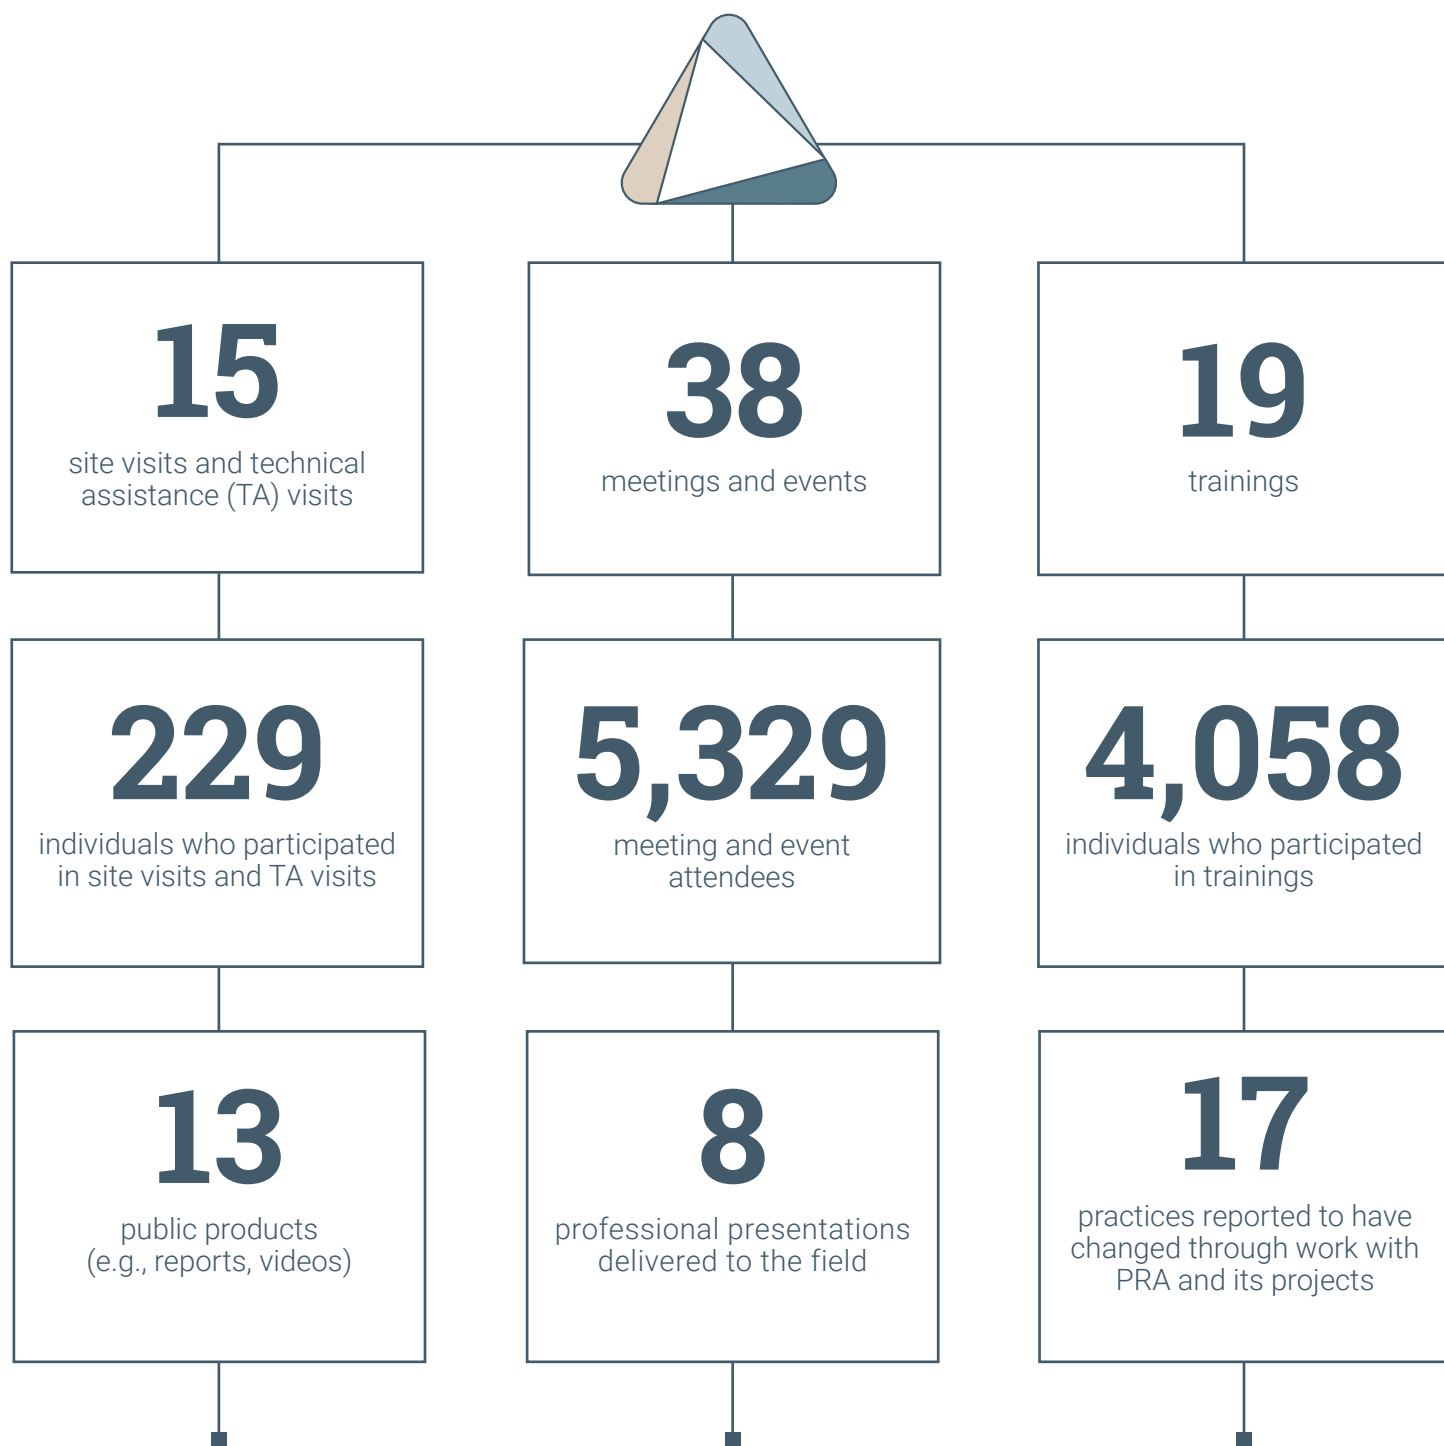 15
site visits and technical
assistance (TA) visits
38
meetings and events
19
trainings
229
individuals who participated
in site visits and TA visits
5,329
meeting and event
attendees
4,058
individuals who participated
in trainings
13
public products
(e.g., reports, videos)
8
professional presentations
delivered to the field
17
practices reported to have
changed through work with
PRA and its projects